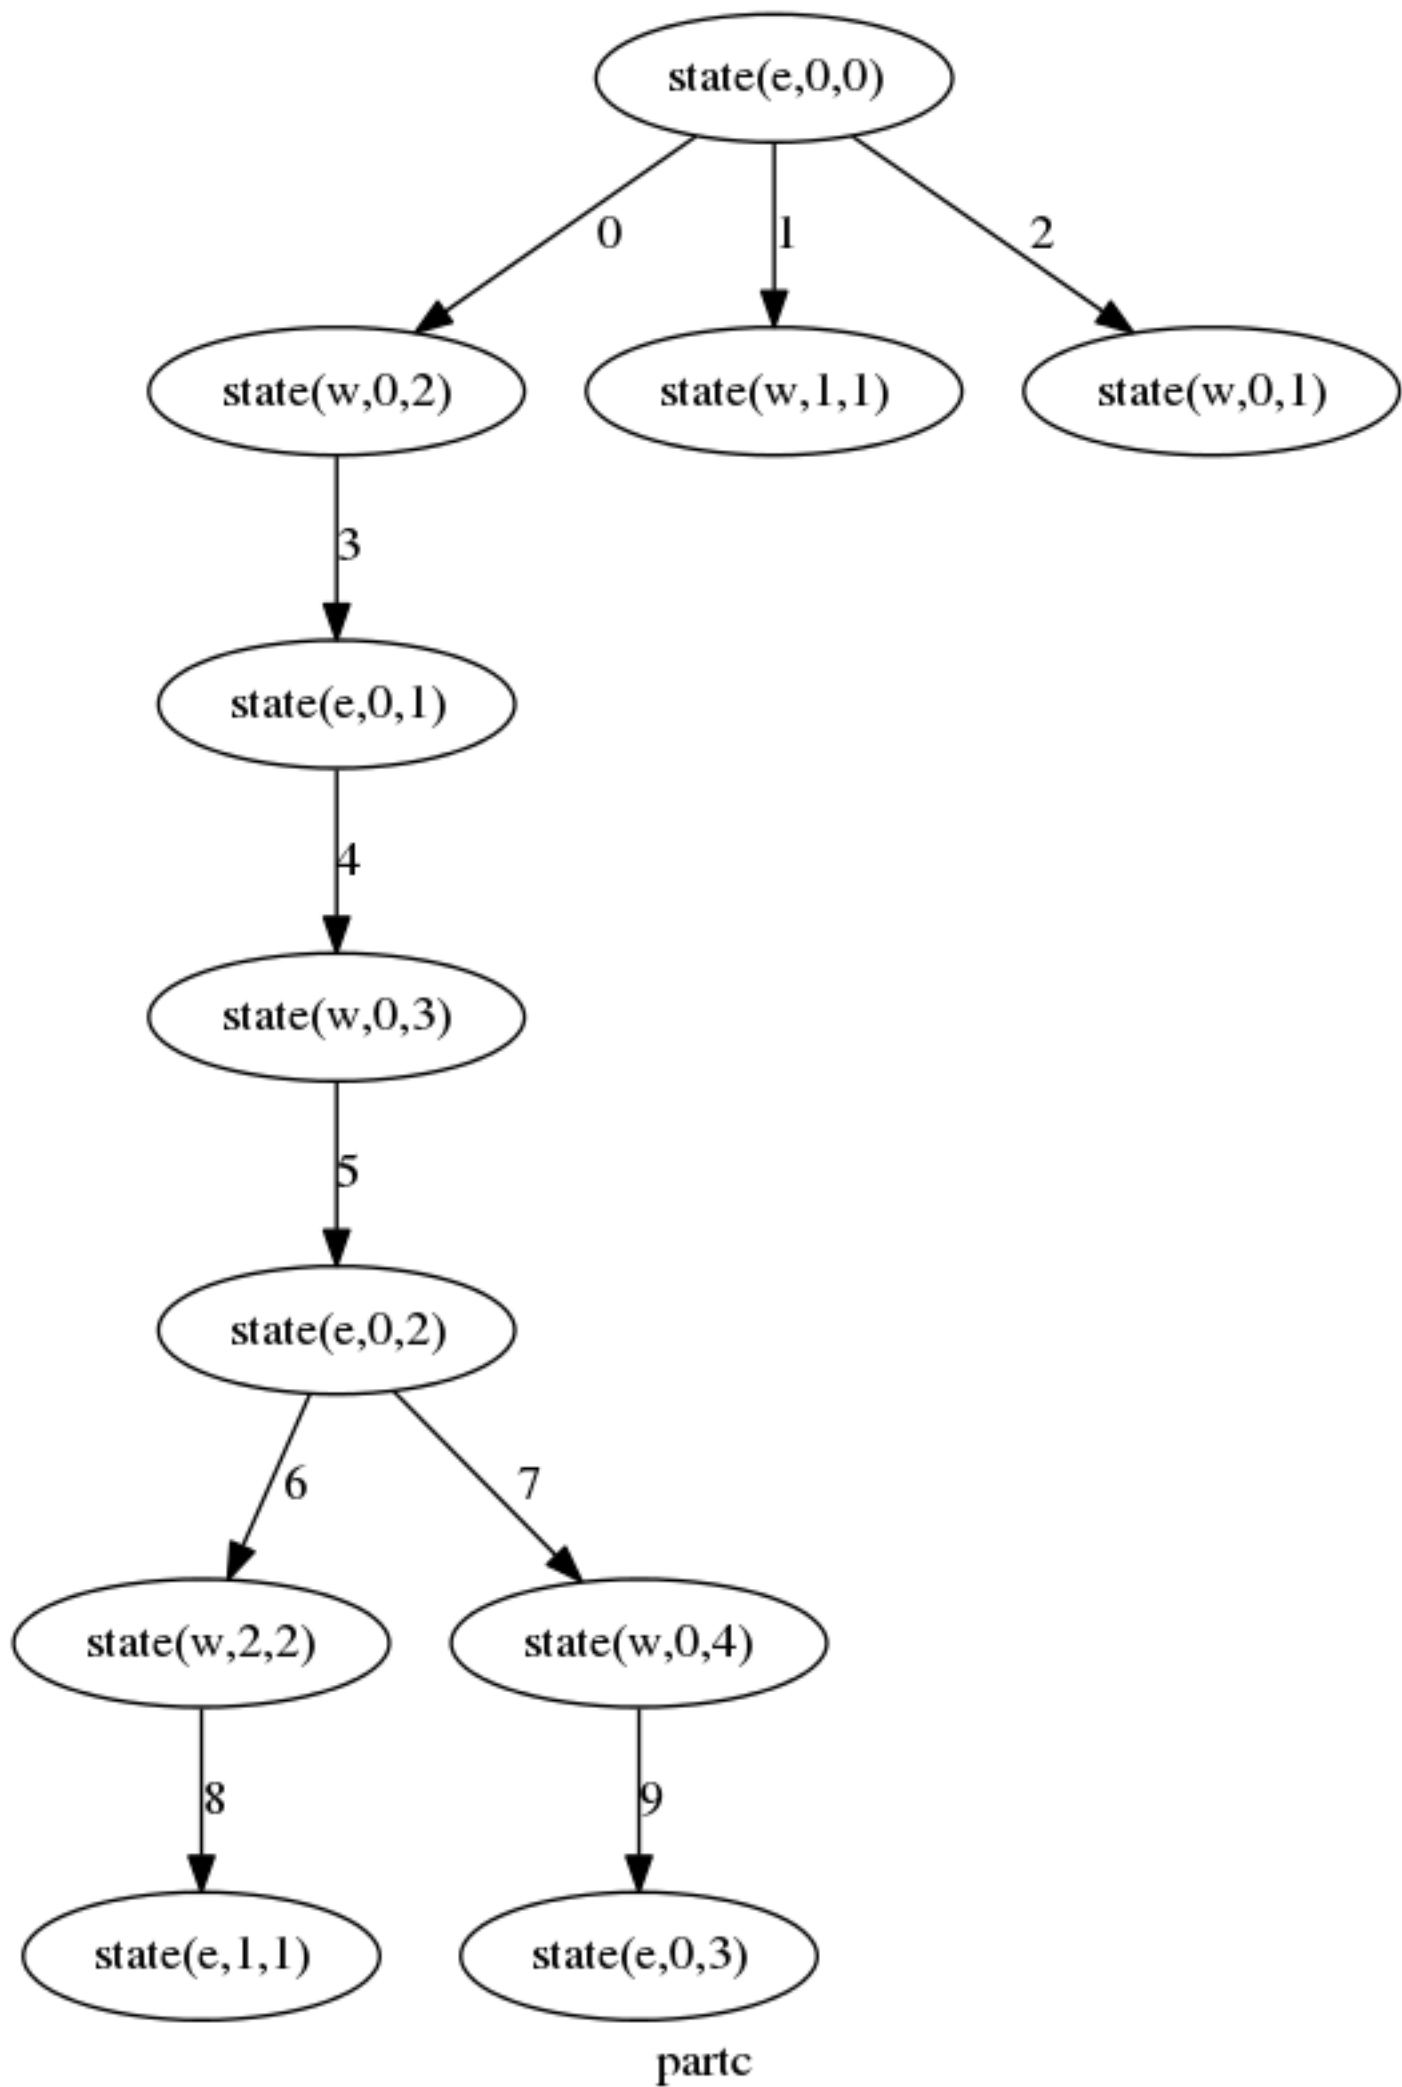 state(e,0,0)
0
1
2
state(w,0,2)
state(w,1,1)
state(w,0,1)
3
state(e,0,1)
4
state(w,0,3)
5
state(e,0,2)
6
7
state(w,2,2)
state(w,0,4)
8
9
state(e,1,1)
state(e,0,3)
partc